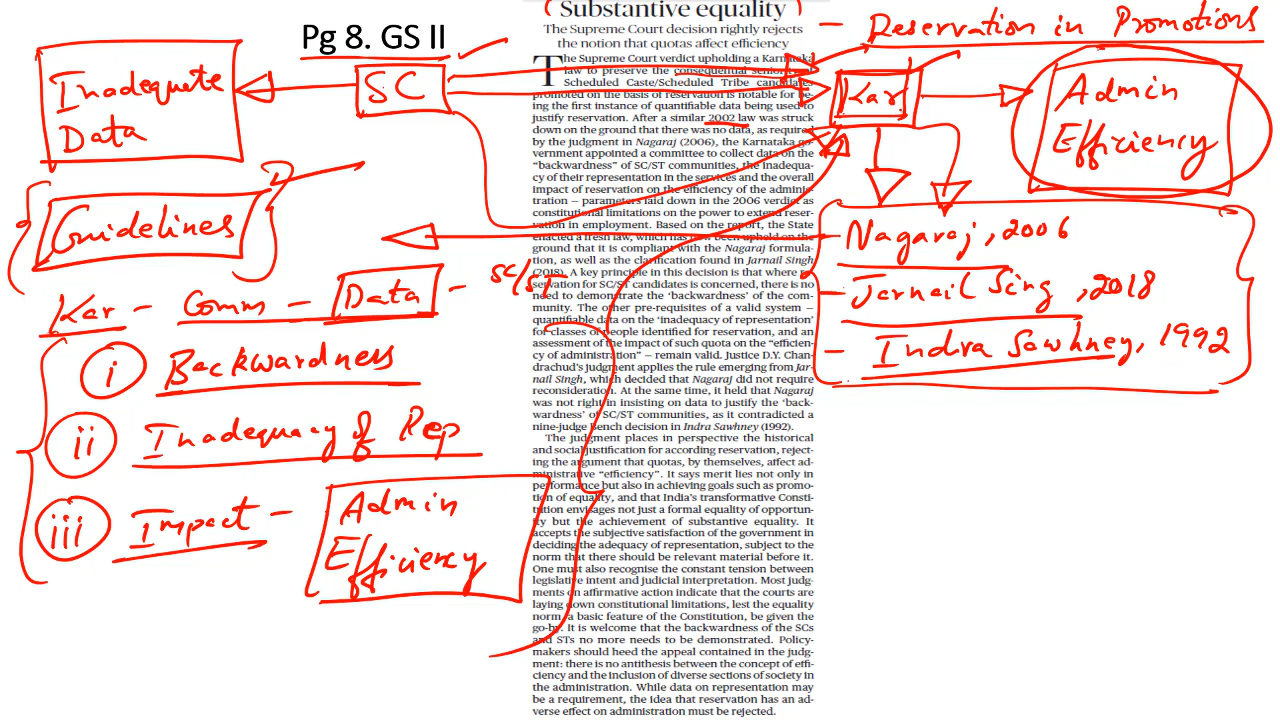 Pg 8. GS II
SC
Inadequete
Data
Guidelines
Kar - Comm - Data - SC/ST
i Backwardness
ii Inadequacy of Rep
iii Impact - Admin
Efficiency
( Substantive equality )
The Supreme Court decision rightly rejects
the notion that quotas affect efficiency
The Supreme Court verdict upholding a Karnataka
law to preserve the consequential seniority of
Scheduled Caste/Scheduled Tribe candidates
promoted on the basis of reservation is notable for be-
ing the first instance of quantifiable data being used to
justify reservation. After a similar 2002 law was struck
down on the ground that there was no data, as required
by the judgment in Nagaraj (2006), the Karnataka go-
vernment appointed a committee to collect data on the
“backwardness” of SC/ST communities, the inadequa-
cy of their representation in the services and the overall
impact of reservation on the efficiency of the adminis-
tration — parameters laid down in the 2006 verdict as
constitutional limitations on the power to extend reser-
vation in employment. Based on the report, the State
enacted a fresh law, which has now been upheld on the
ground that it is compliant with the Nagaraj formula-
tion, as well as the clarification found in Jarnail Singh
(2018). A key principle in this decision is that where re-
servation for SC/ST candidates is concerned, there is no
need to demonstrate the ‘backwardness’ of the com-
munity. The other pre-requisites of a valid system —
quantifiable data on the ‘inadequacy of representation’
for classes of people identified for reservation, and an
assessment of the impact of such quota on the “efficien-
cy of administration” — remain valid. Justice D.Y. Chan-
drachud’s judgment applies the rule emerging from Jar-
nail Singh, which decided that Nagaraj did not require
reconsideration. At the same time, it held that Nagaraj
was not right in insisting on data to justify the ‘back-
wardness’ of SC/ST communities, as it contradicted a
nine-judge Bench decision in Indra Sawhney (1992).
The judgment places in perspective the historical
and social justification for according reservation, reject-
ing the argument that quotas, by themselves, affect ad-
ministrative “efficiency”. It says merit lies not only in
performance but also in achieving goals such as promo-
tion of equality, and that India’s transformative Consti-
tution envisages not just a formal equality of opportun-
ity but the achievement of substantive equality. It
accepts the subjective satisfaction of the government in
deciding the adequacy of representation, subject to the
norm that there should be relevant material before it.
One must also recognise the constant tension between
legislative intent and judicial interpretation. Most judg-
ments on affirmative action indicate that the courts are
laying down constitutional limitations, lest the equality
norm, a basic feature of the Constitution, be given the
go-by. It is welcome that the backwardness of the SCs
and STs no more needs to be demonstrated. Policy-
makers should heed the appeal contained in the judg-
ment: there is no antithesis between the concept of effi-
ciency and the inclusion of diverse sections of society in
the administration. While data on representation may
be a requirement, the idea that reservation has an ad-
verse effect on administration must be rejected.
- Reservation in Promotions
Kar
Admin
Efficiency
- Nagaraj, 2006
- Jarnail Sing, 2018
- Indra Sawhney, 1992